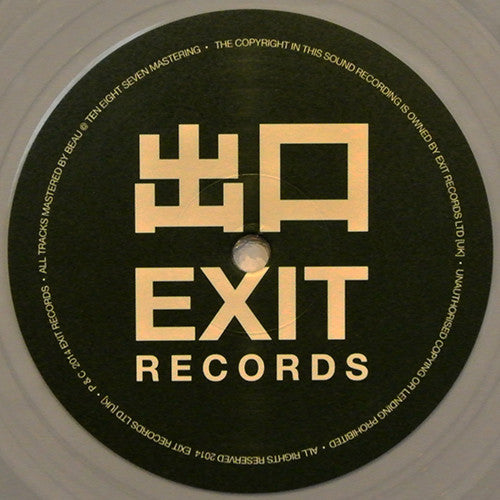 出口
EXIT
RECORDS
P & C 2014 EXIT RECORDS • ALL TRACKS MASTERED BY BEAU @ TEN EIGHT SEVEN MASTERING • THE COPYRIGHT IN THIS SOUND RECORDING IS OWNED BY EXIT RECORDS LTD [UK] • UNAUTHORISED COPYING OR LENDING PROHIBITED • ALL RIGHTS RESERVED 2014 EXIT RECORDS LTD [UK] •